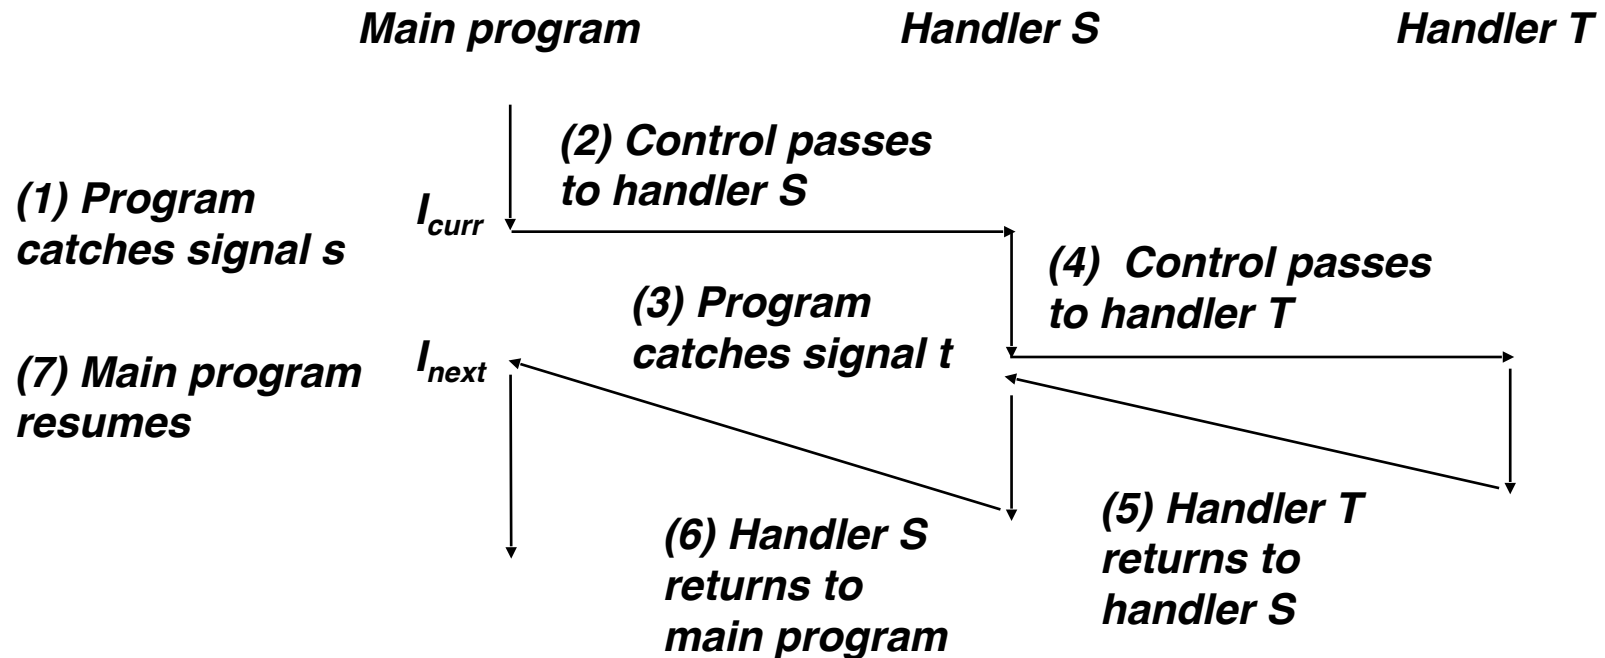 Main program
Handler S
Handler T
(1) Program
catches signal s
Icurr
(2) Control passes
to handler S
(3) Program
catches signal t
(4) Control passes
to handler T
(7) Main program
resumes
Inext
(6) Handler S
returns to
main program
(5) Handler T
returns to
handler S